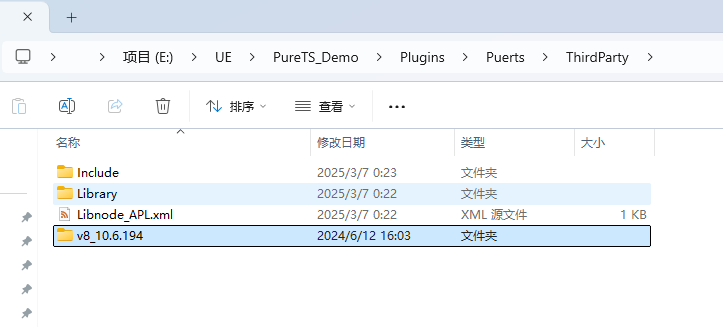 项目 (E:) UE PureTS_Demo Plugins Puerts ThirdParty
排序 查看
名称 修改日期 类型 大小
Include 2025/3/7 0:23 文件夹
Library 2025/3/7 0:22 文件夹
Libnode_APL.xml 2025/3/7 0:22 XML 源文件 1 KB
v8_10.6.194 2024/6/12 16:03 文件夹